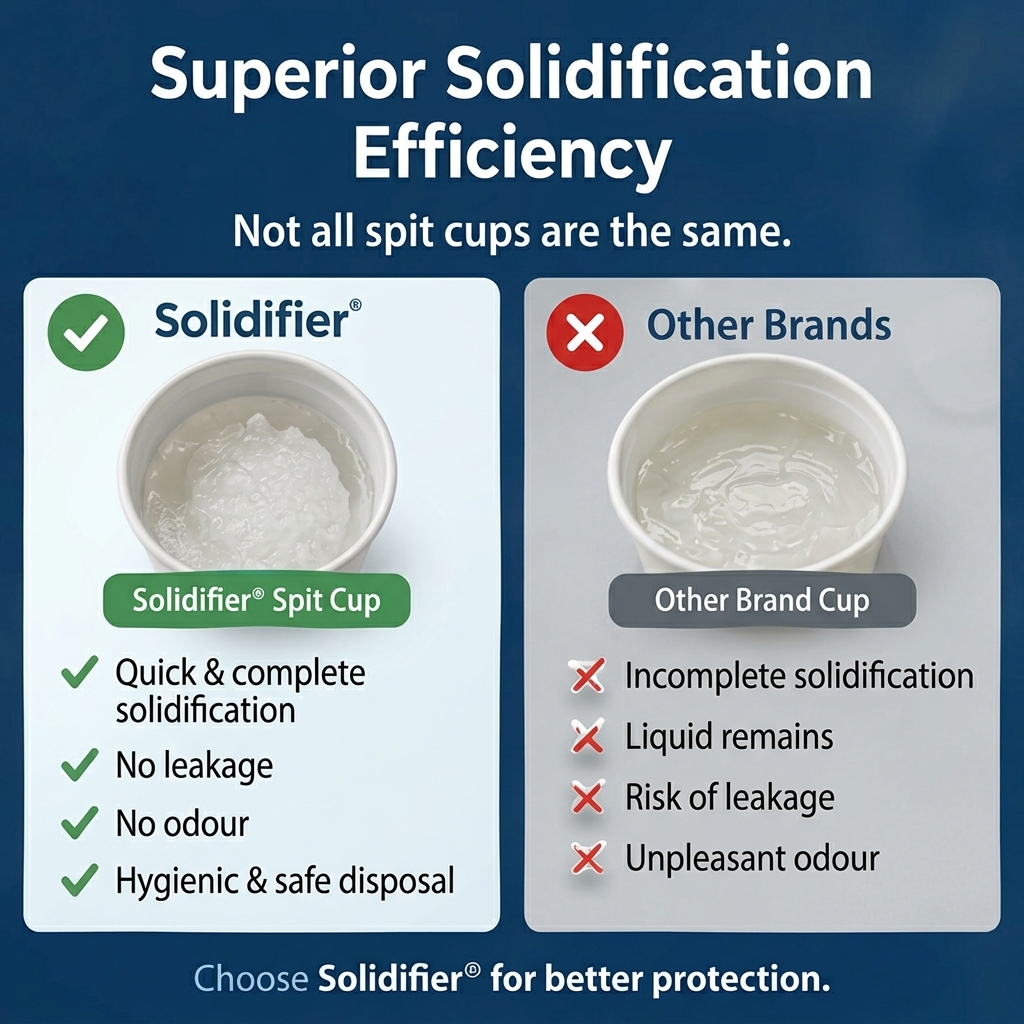 Superior Solidification
Efficiency
Not all spit cups are the same.
Solidifier®
Quick & complete
solidification
No leakage
No odour
Hygienic & safe disposal
Solidifier® Spit Cup
Other Brands
Other Brand Cup
Incomplete solidification
Liquid remains
Risk of leakage
Unpleasant odour
Choose Solidifier® for better protection.